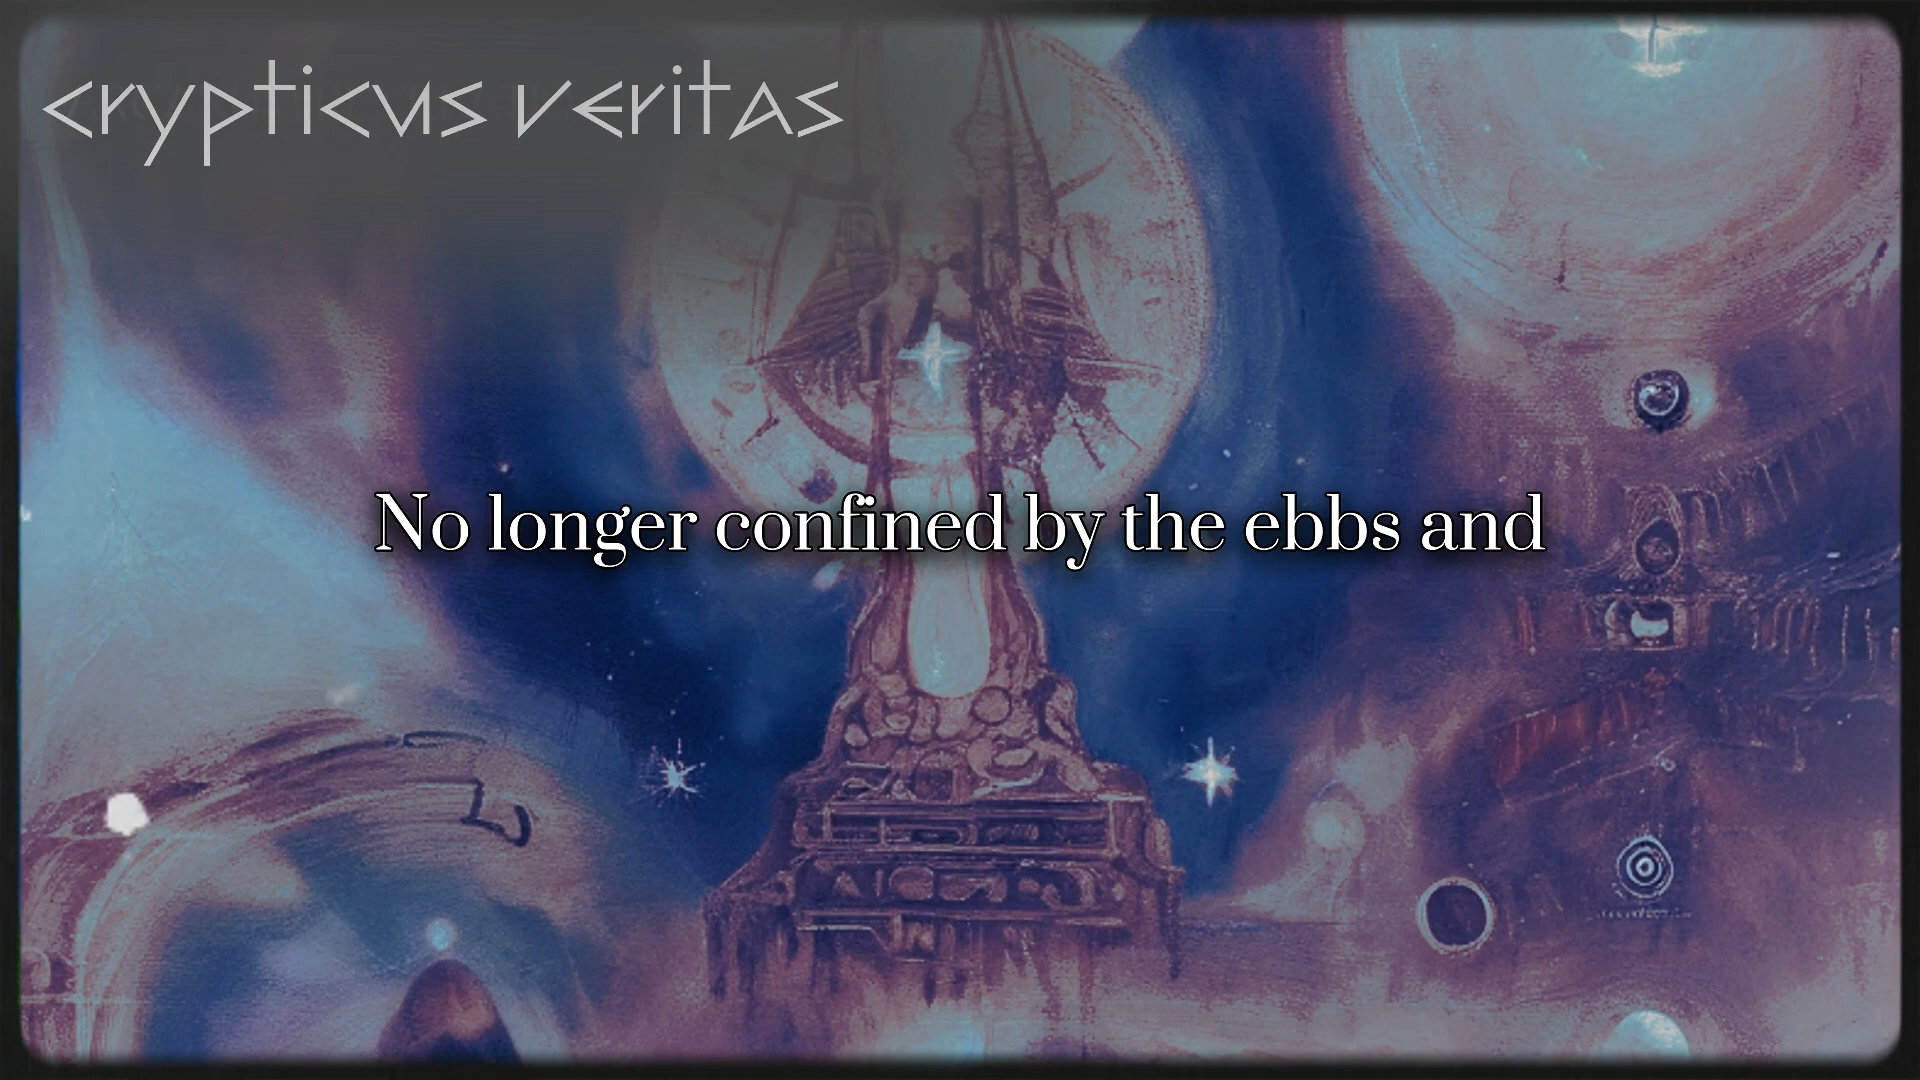 crypticus veritas
No longer confined by the ebbs and